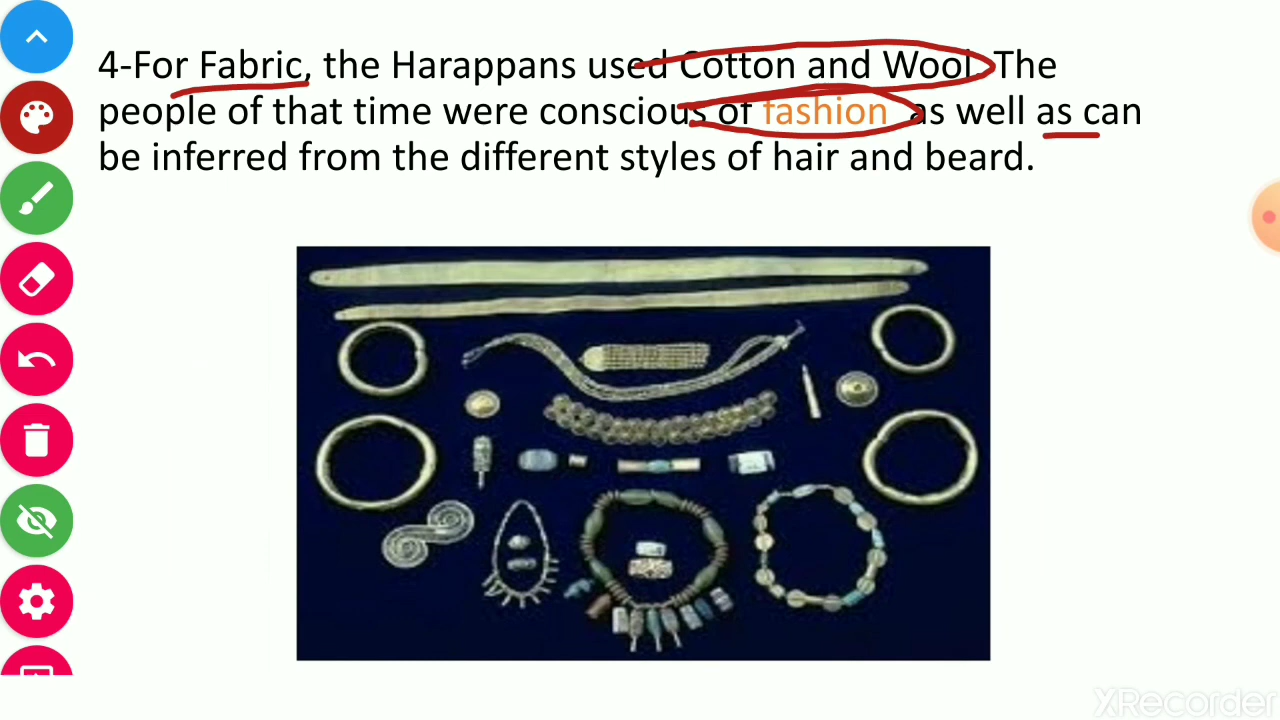 4-For Fabric, the Harappans used Cotton and Wool. The
people of that time were conscious of fashion as well as can
be inferred from the different styles of hair and beard.
XRecorder